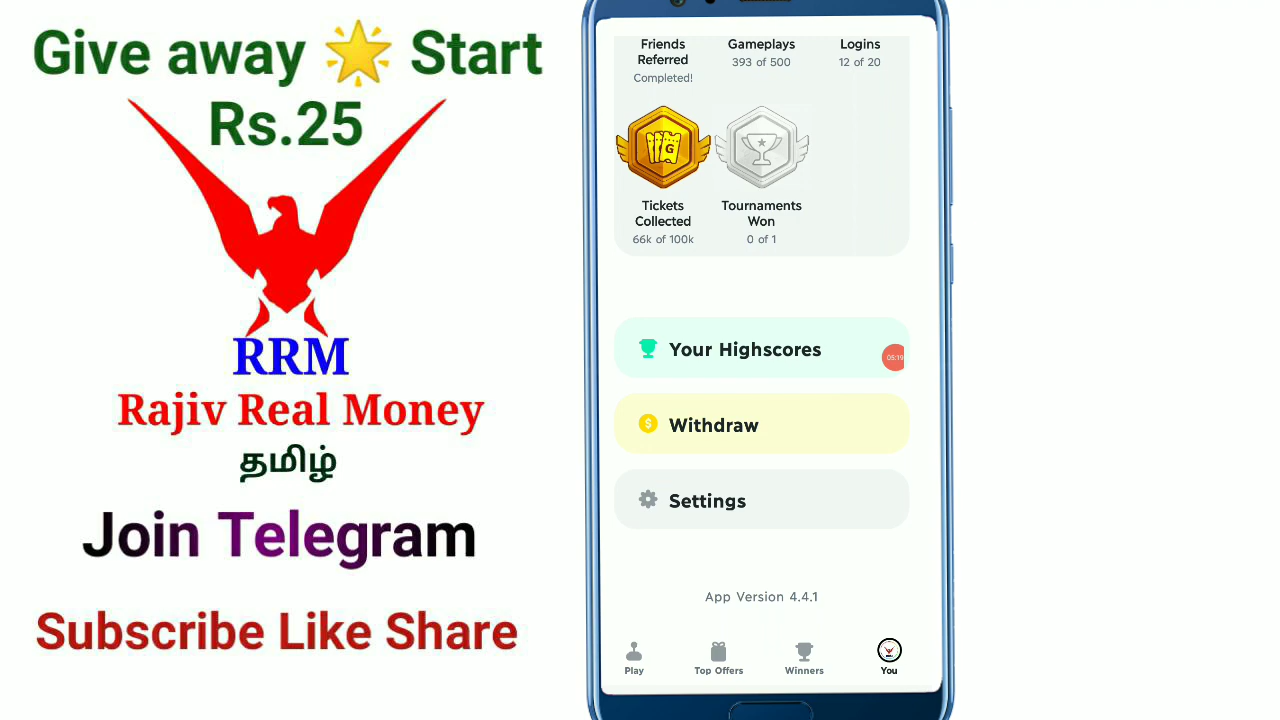 Give away 🌟 Start
Rs.25
RRM
Rajiv Real Money
தமிழ்
Join Telegram
Subscribe Like Share
Friends Referred
Completed!
Gameplays
393 of 500
Logins
12 of 20
G
Tickets Collected
66k of 100k
Tournaments Won
0 of 1
Your Highscores
05:19
$
Withdraw
Settings
App Version 4.4.1
Play
Top Offers
Winners
You